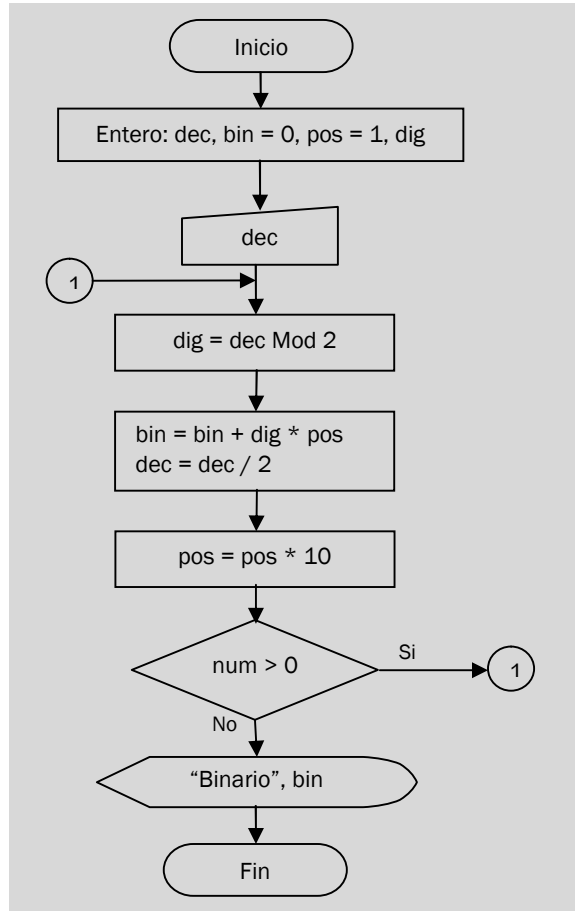 Inicio
Entero: dec, bin = 0, pos = 1, dig
dec
1
dig = dec Mod 2
bin = bin + dig * pos
dec = dec / 2
pos = pos * 10
num > 0
Si
1
No
“Binario”, bin
Fin